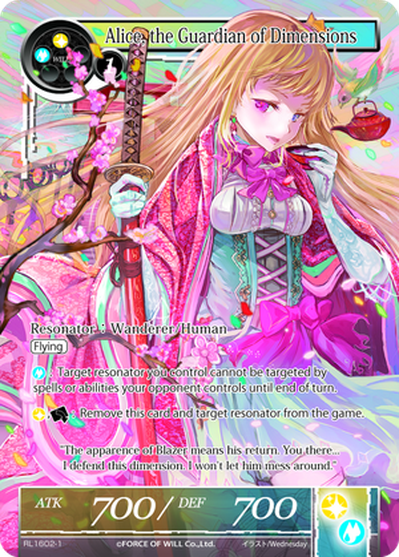 Alice, the Guardian of Dimensions
WILL
1
Resonator : Wanderer/Human
Flying
: Target resonator you control cannot be targeted by
spells or abilities your opponent controls until end of turn.
: Remove this card and target resonator from the game.
"The apparence of Blazer means his return. You there...
I defend this dimension. I won't let him mess around."
ATK 700/ DEF 700
RL1602-1 ©FORCE OF WILL Co.,Ltd. イラスト/Wednesday